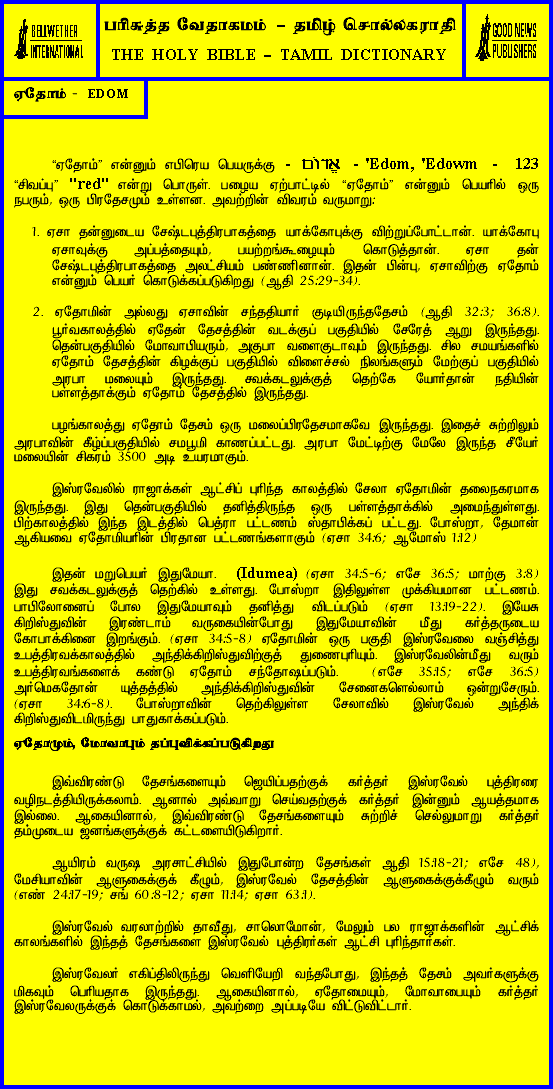 BELLWETHER
INTERNATIONAL
பரிசுத்த வேதாகமம் – தமிழ் சொல்லகராதி
THE HOLY BIBLE – TAMIL DICTIONARY
GOOD NEWS
PUBLISHERS
ஏதோம் - EDOM
“ஏதோம்” என்னும் எபிரெய பெயருக்கு - אֱדֹם - 'Edom, 'Edowm - 123
“சிவப்பு” "red" என்று பொருள். பழைய ஏற்பாட்டில் “ஏதோம்” என்னும் பெயரில் ஒரு
நபரும், ஒரு பிரதேசமும் உள்ளன. அவற்றின் விவரம் வருமாறு;
1. ஏசா தன்னுடைய சேஷ்டபுத்திரபாகத்தை யாக்கோபுக்கு விற்றுப்போட்டான். யாக்கோபு
ஏசாவுக்கு அப்பத்தையும், பயற்றங்கூழையும் கொடுத்தான். ஏசா தன்
சேஷ்டபுத்திரபாகத்தை அலட்சியம் பண்ணினான். இதன் பின்பு, ஏசாவிற்கு ஏதோம்
என்னும் பெயர் கொடுக்கப்படுகிறது (ஆதி 25:29-34).
2. ஏதோமின் அல்லது ஏசாவின் சந்ததியார் குடியிருந்ததேசம் (ஆதி 32:3; 36:8).
பூர்வகாலத்தில் ஏதேன் தேசத்தின் வடக்குப் பகுதியில் சேரேத் ஆறு இருந்தது.
தென்பகுதியில் மோவாபியரும், அகுபா வளைகுடாவும் இருந்தது. சில சமயங்களில்
ஏதோம் தேசத்தின் கிழக்குப் பகுதியில் விளைச்சல் நிலங்களும் மேற்குப் பகுதியில்
அரபா மலையும் இருந்தது. சவக்கடலுக்குத் தெற்கே யோர்தான் நதியின்
பள்ளத்தாக்கும் ஏதோம் தேசத்தில் இருந்தது.
பழங்காலத்து ஏதோம் தேசம் ஒரு மலைப்பிரதேசமாகவே இருந்தது. இதைச் சுற்றிலும்
அரபாவின் கீழ்ப்பகுதியில் சமபூமி காணப்பட்டது. அரபா மேட்டிற்கு மேலே இருந்த சீயேர்
மலையின் சிகரம் 3500 அடி உயரமாகும்.
இஸ்ரவேலில் ராஜாக்கள் ஆட்சிப் புரிந்த காலத்தில் சேலா ஏதோமின் தலைநகரமாக
இருந்தது. இது தென்பகுதியில் தனித்திருந்த ஒரு பள்ளத்தாக்கில் அமைந்துள்ளது.
பிற்காலத்தில் இந்த இடத்தில் பெத்ரா பட்டணம் ஸ்தாபிக்கப் பட்டது. போஸ்றா, தேமான்
ஆகியவை ஏதோமியரின் பிரதான பட்டணங்களாகும் (ஏசா 34:6; ஆமோஸ் 1:12)
இதன் மறுபெயர் இதுமேயா. (Idumea) (ஏசா 34:5-6; எசே 36:5; மாற்கு 3:8)
இது சவக்கடலுக்குத் தெற்கில் உள்ளது. போஸ்றா இதிலுள்ள முக்கியமான பட்டணம்.
பாபிலோனைப் போல இதுமேயாவும் தனித்து விடப்படும் (ஏசா 13:19-22). இயேசு
கிறிஸ்துவின் இரண்டாம் வருகையின்போது இதுமேயாவின் மீது கர்த்தருடைய
கோபாக்கினை இறங்கும். (ஏசா 34:5-8) ஏதோமின் ஒரு பகுதி இஸ்ரவேலை வஞ்சித்து
உபத்திரவக்காலத்தில் அந்திக்கிறிஸ்துவிற்குத் துணைபுரியும். இஸ்ரவேலின்மீது வரும்
உபத்திரவங்களைக் கண்டு ஏதோம் சந்தோஷப்படும். (எசே 35:15; எசே 36:5)
அர்மெகதோன் யுத்தத்தில் அந்திக்கிறிஸ்துவின் சேனைகளெல்லாம் ஒன்றுசேரும்.
(ஏசா 34:6-8). போஸ்றாவின் தெற்கிலுள்ள சேலாவில் இஸ்ரவேல் அந்திக்
கிறிஸ்துவிடமிருந்து பாதுகாக்கப்படும்.
ஏதோமும், மோவாபும் தப்புவிக்கப்படுகிறது
இவ்விரண்டு தேசங்களையும் ஜெயிப்பதற்குக் கர்த்தர் இஸ்ரவேல் புத்திரரை
வழிநடத்தியிருக்கலாம். ஆனால் அவ்வாறு செய்வதற்குக் கர்த்தர் இன்னும் ஆயத்தமாக
இல்லை. ஆகையினால், இவ்விரண்டு தேசங்களையும் சுற்றிச் செல்லுமாறு கர்த்தர்
தம்முடைய ஜனங்களுக்குக் கட்டளையிடுகிறார்.
ஆயிரம் வருஷ அரசாட்சியில் இதுபோன்ற தேசங்கள் ஆதி 15:18-21; எசே 48),
மேசியாவின் ஆளுகைக்குக் கீழும், இஸ்ரவேல் தேசத்தின் ஆளுகைக்குக்கீழும் வரும்
(எண் 24:17-19; சங் 60:8-12; ஏசா 11:14; ஏசா 63:1).
இஸ்ரவேல் வரலாற்றில் தாவீது, சாலொமோன், மேலும் பல ராஜாக்களின் ஆட்சிக்
காலங்களில் இந்தத் தேசங்களை இஸ்ரவேல் புத்திரர்கள் ஆட்சி புரிந்தார்கள்.
இஸ்ரவேலர் எகிப்திலிருந்து வெளியேறி வந்தபோது, இந்தத் தேசம் அவர்களுக்கு
மிகவும் பெரியதாக இருந்தது. ஆகையினால், ஏதோமையும், மோவாபையும் கர்த்தர்
இஸ்ரவேலருக்குக் கொடுக்காமல், அவற்றை அப்படியே விட்டுவிட்டார்.